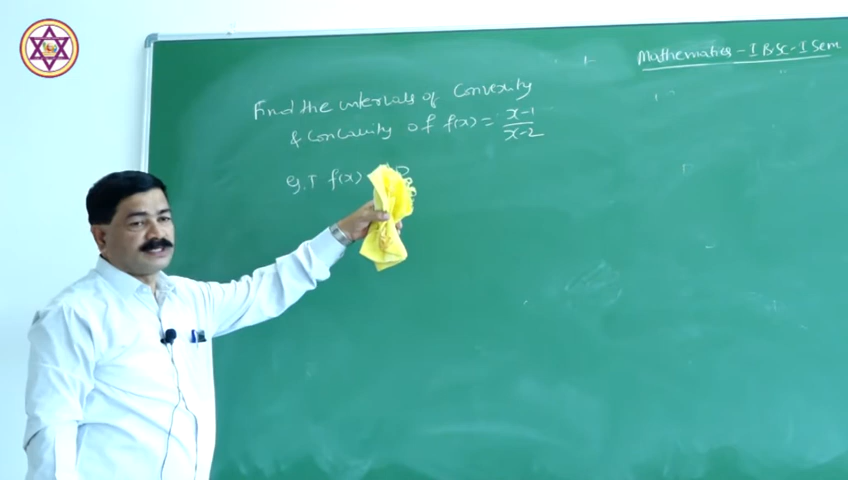 Mathematics - I BSc - I Sem
Find the intervals of Convexity
& Concavity of f(x) = x-1/x-2
G.T f(x)